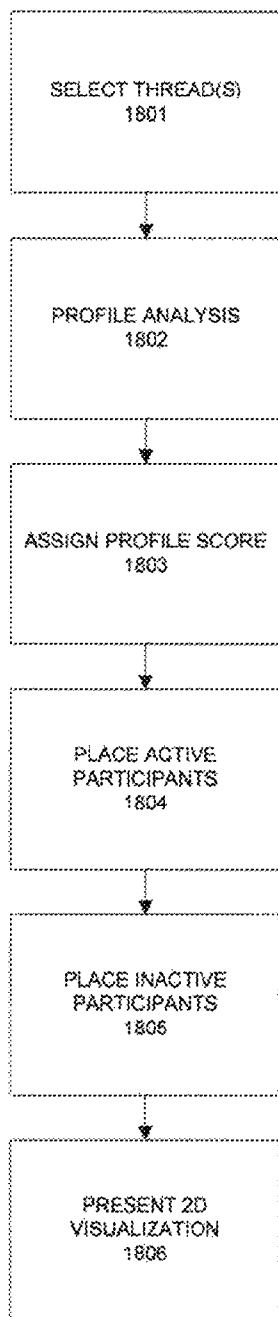 SELECT THREAD(S)
1801
PROFILE ANALYSIS
1802
ASSIGN PROFILE SCORE
1803
PLACE ACTIVE
PARTICIPANTS
1804
PLACE INACTIVE
PARTICIPANTS
1805
PRESENT 2D
VISUALIZATION
1806